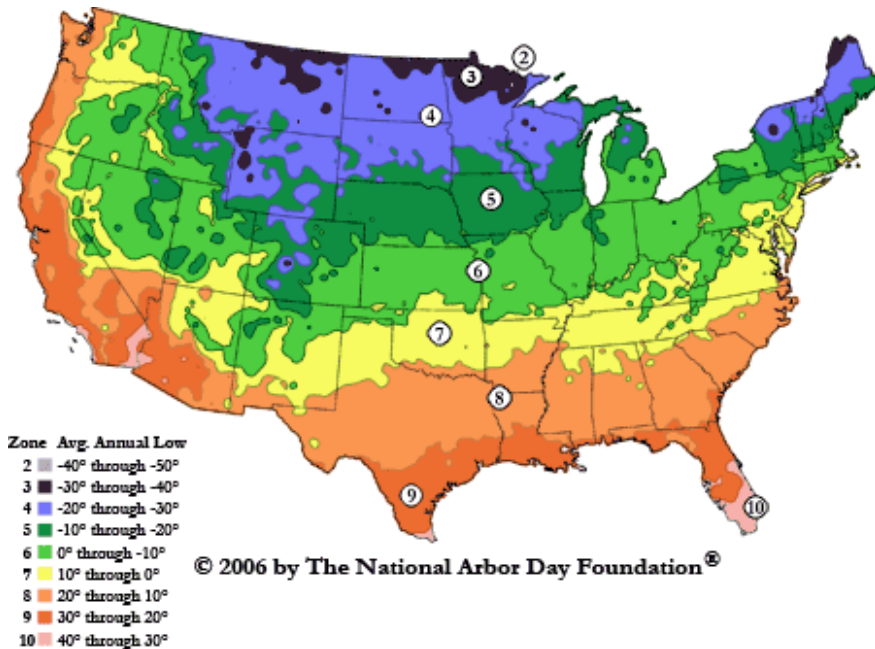 2
3
4
5
6
7
8
9
10
Zone Avg. Annual Low
2 -40° through -50°
3 -30° through -40°
4 -20° through -30°
5 -10° through -20°
6 0° through -10°
7 10° through 0°
8 20° through 10°
9 30° through 20°
10 40° through 30°
© 2006 by The National Arbor Day Foundation®